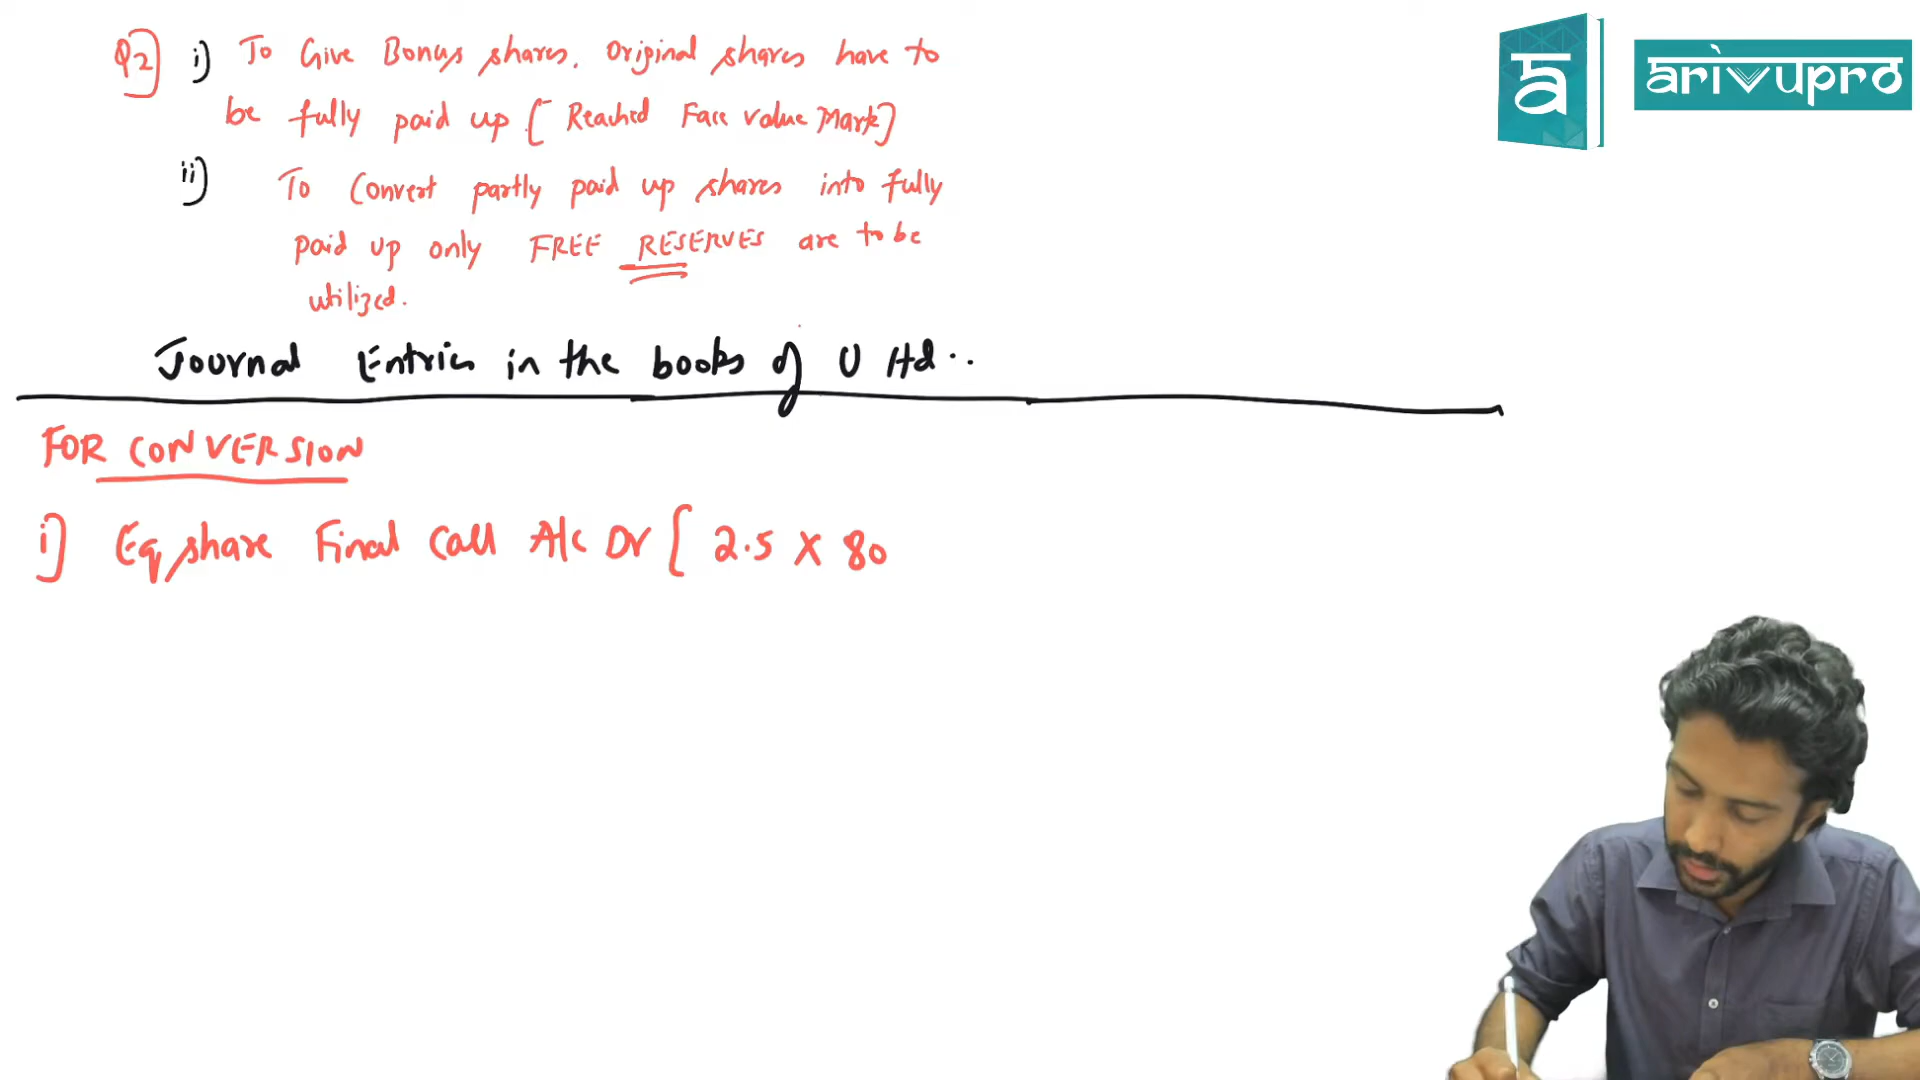 Q2] i) To Give Bonus shares. Original shares have to
be fully paid up. [ Reached Face value Mark]
ii) To Convert partly paid up shares into fully
paid up only FREE RESERVES are to be
utilized.
Journal Entries in the books of U ltd..
FOR CONVERSION
i] Eq share Final Call A/c Dr [ 2.5 X 80
arivupro